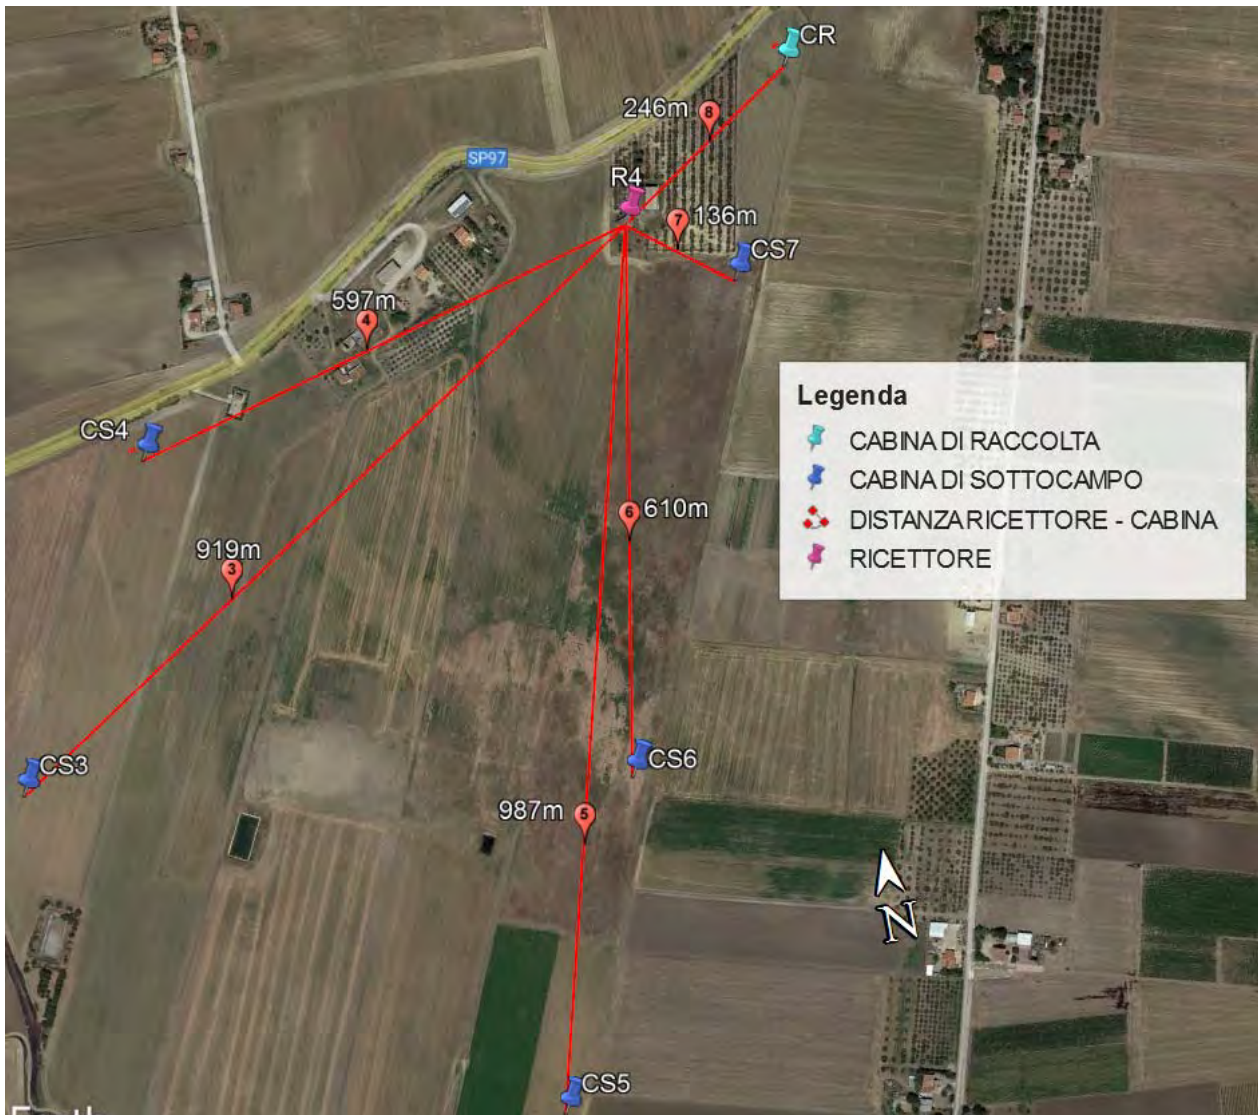 CR
246m
8
SP97
R4
7
136m
CS7
597m
4
CS4
Legenda
CABINA DI RACCOLTA
CABINA DI SOTTOCAMPO
DISTANZA RICETTORE - CABINA
RICETTORE
6
610m
919m
3
CS3
CS6
987m
5
N
CS5